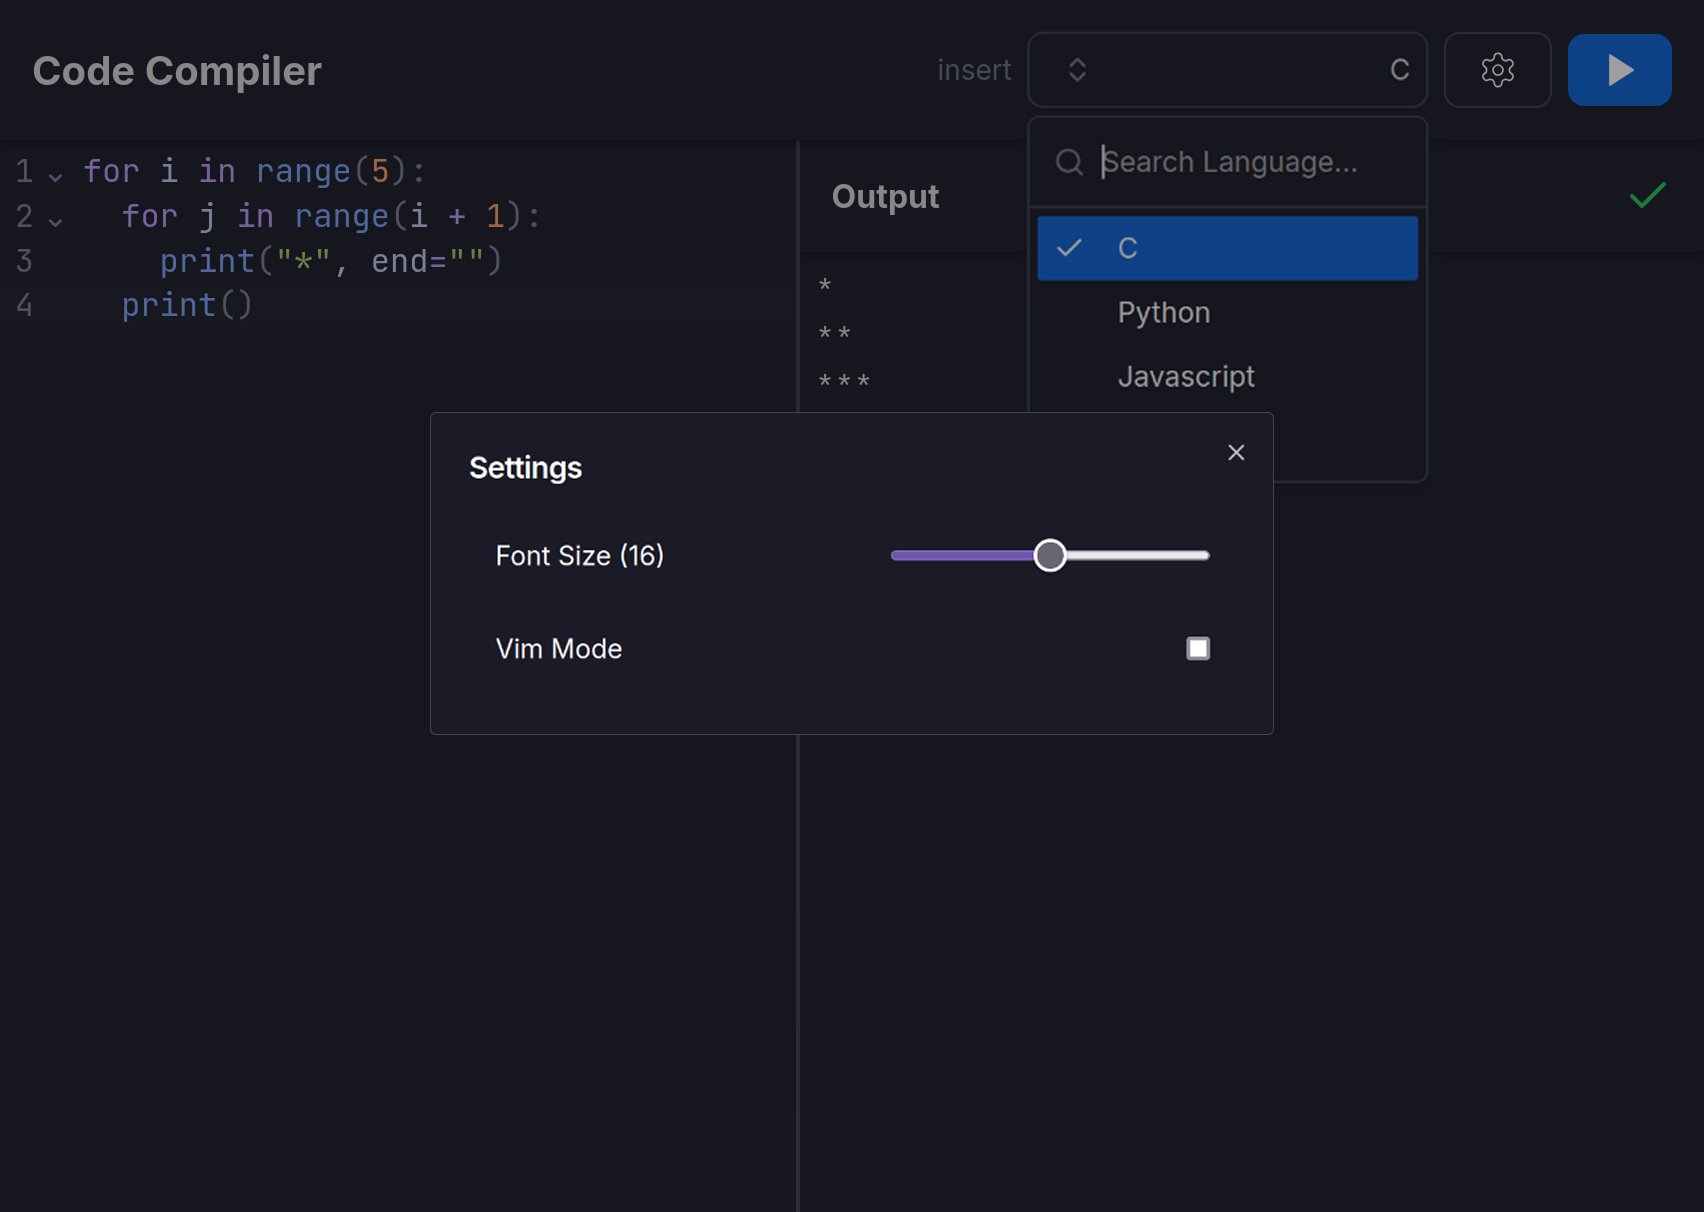 Code Compiler
insert
C
1 for i in range(5):
2   for j in range(i + 1):
3     print("*", end="")
4   print()
Search Language...
C
Python
Javascript
Output
*
**
***
Settings
Font Size (16)
Vim Mode